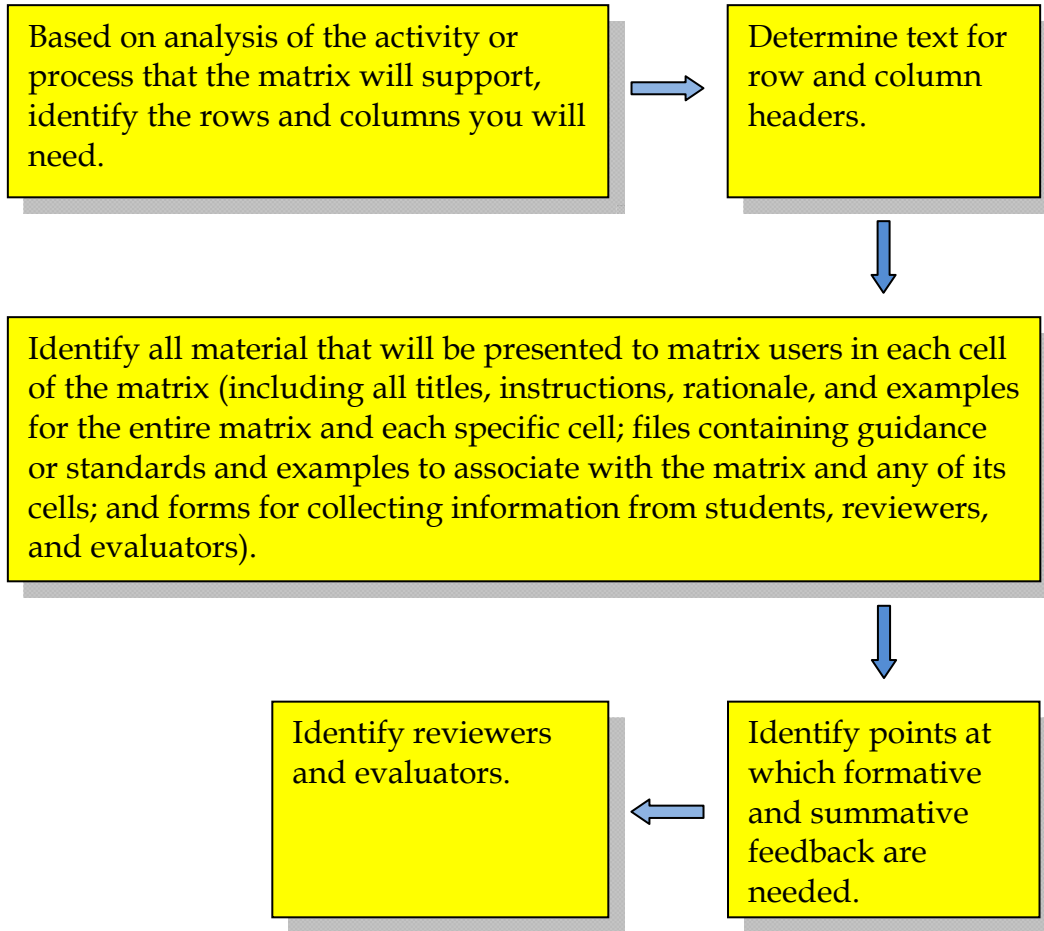 Based on analysis of the activity or
process that the matrix will support,
identify the rows and columns you will
need.
Determine text for
row and column
headers.
Identify all material that will be presented to matrix users in each cell
of the matrix (including all titles, instructions, rationale, and examples
for the entire matrix and each specific cell; files containing guidance
or standards and examples to associate with the matrix and any of its
cells; and forms for collecting information from students, reviewers,
and evaluators).
Identify points at
which formative
and summative
feedback are
needed.
Identify reviewers
and evaluators.